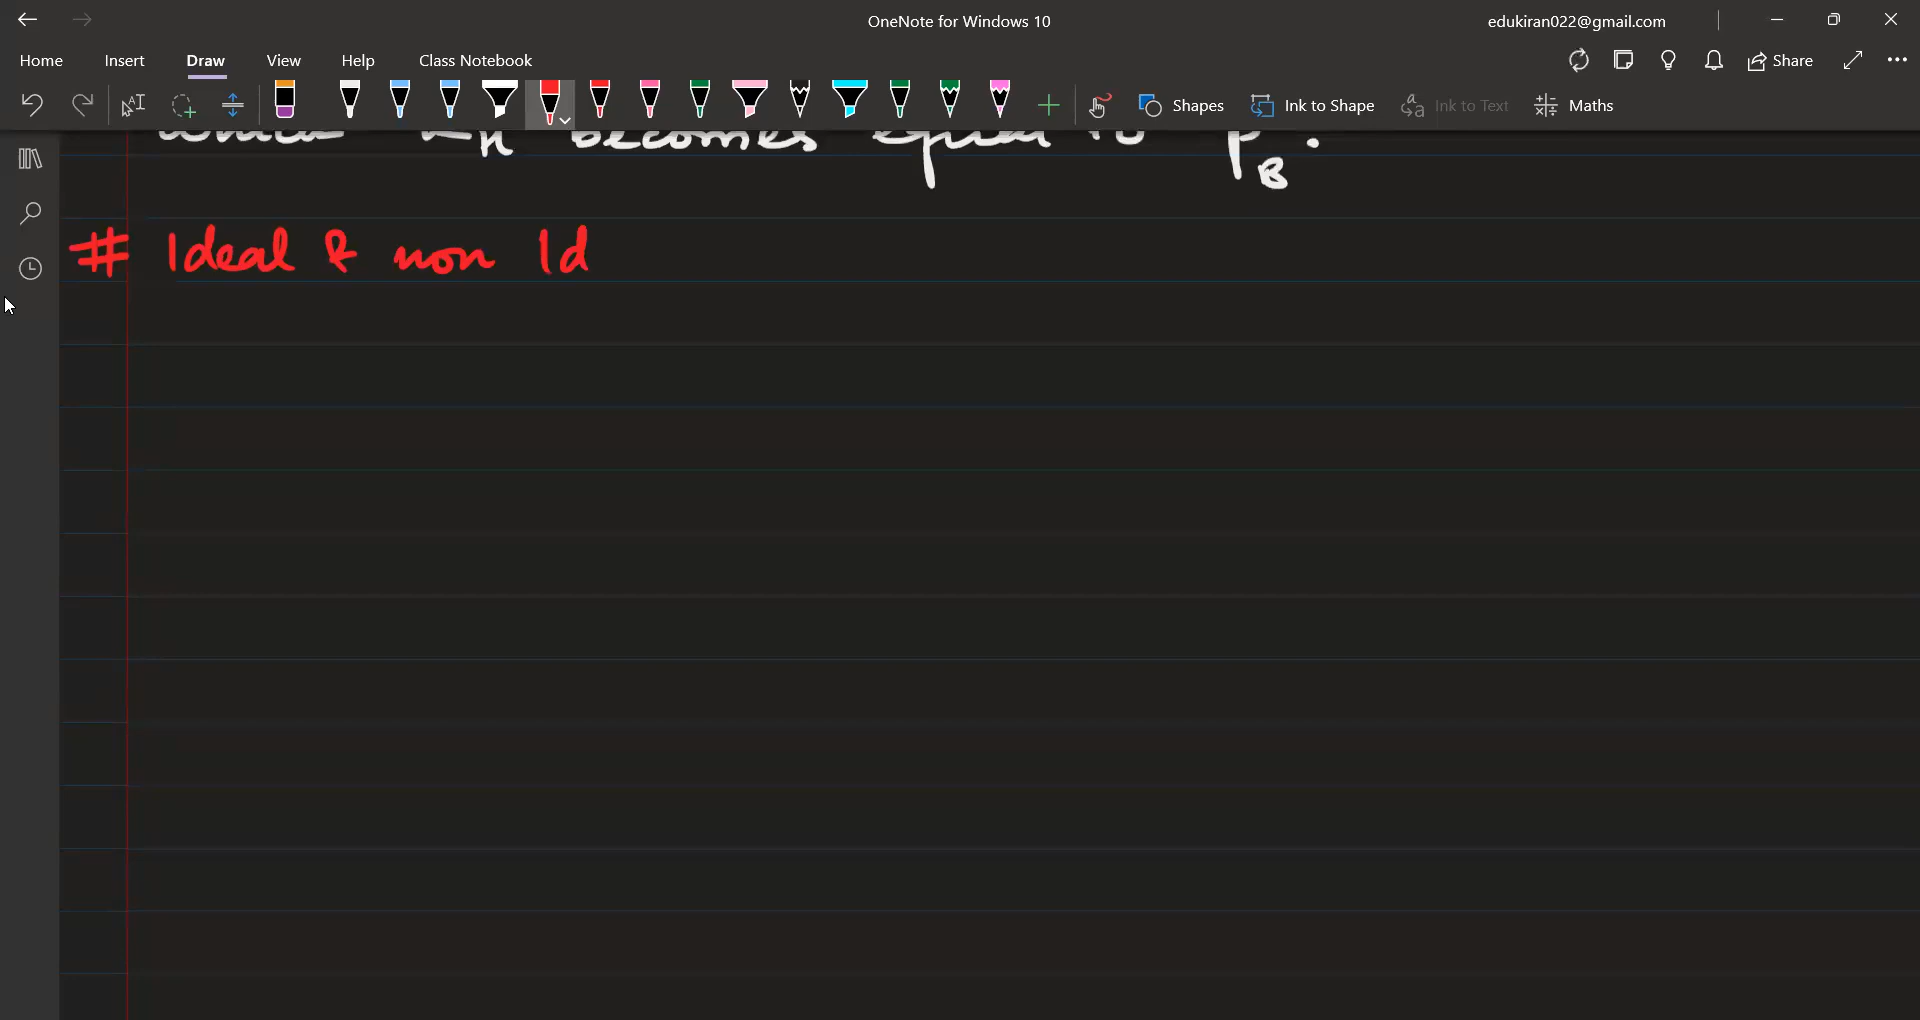 OneNote for Windows 10
edukiran022@gmail.com
Home Insert Draw View Help Class Notebook
Share
Shapes Ink to Shape Ink to Text Maths
becomes equal to P_B.
# Ideal & non Id